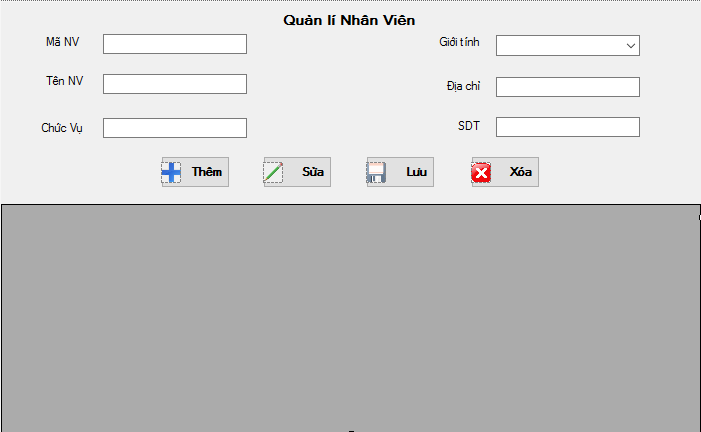 Quản lí Nhân Viên
Mã NV
Giới tính
Tên NV
Địa chỉ
Chức Vụ
SDT
Thêm
Sửa
Lưu
Xóa